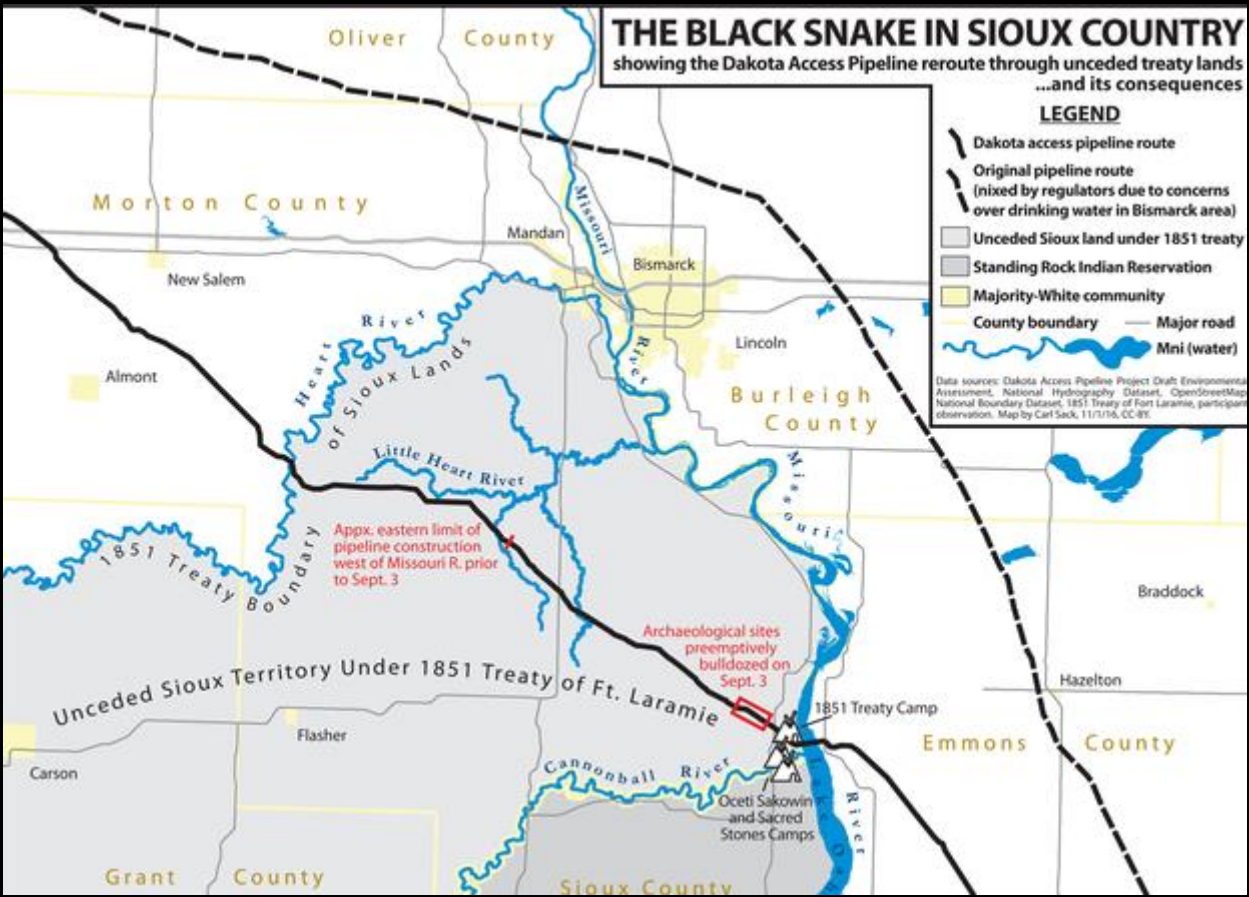 THE BLACK SNAKE IN SIOUX COUNTRY
showing the Dakota Access Pipeline reroute through unceded treaty lands
...and its consequences
LEGEND
Dakota access pipeline route
Original pipeline route
(nixed by regulators due to concerns
over drinking water in Bismarck area)
Unceded Sioux land under 1851 treaty
Standing Rock Indian Reservation
Majority-White community
County boundary
Major road
Mni (water)
Data sources: Dakota Access Pipeline Project Draft Environmental
Assessment, National Hydrography Dataset, OpenStreetMap
National Boundary Dataset, 1851 Treaty of Fort Laramie, participant
observation. Map by Carl Sack, 11/1/16, CC-BY.
Oliver County
Morton County
Missouri
Mandan
Bismarck
New Salem
River
Lincoln
Heart River
of Sioux Lands
Almont
Burleigh
County
Little Heart River
Missouri
1851 Treaty Boundary
Appx. eastern limit of
pipeline construction
west of Missouri R. prior
to Sept. 3
Braddock
Archaeological sites
preemptively
bulldozed on
Sept. 3
Hazelton
Unceded Sioux Territory Under 1851 Treaty of Ft. Laramie
1851 Treaty Camp
Flasher
Emmons County
Carson
Cannonball River
Oceti Sakowin
and Sacred
Stones Camps
River
Lake
Grant County
Sioux County